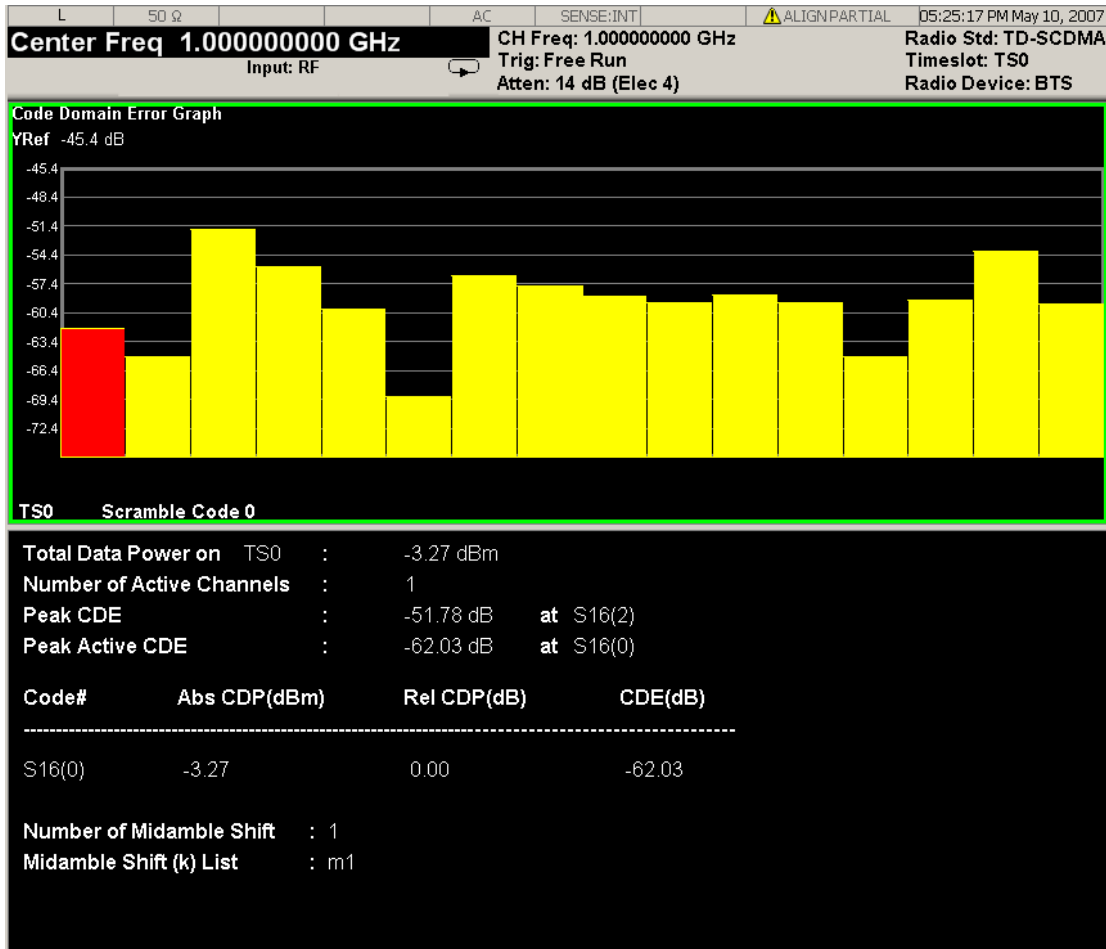 L 50 Ω AC SENSE:INT ALIGN PARTIAL 05:25:17 PM May 10, 2007
Center Freq 1.000000000 GHz
Input: RF
CH Freq: 1.000000000 GHz
Trig: Free Run
Atten: 14 dB (Elec 4)
Radio Std: TD-SCDMA
Timeslot: TS0
Radio Device: BTS
Code Domain Error Graph
YRef -45.4 dB
-45.4
-48.4
-51.4
-54.4
-57.4
-60.4
-63.4
-66.4
-69.4
-72.4
TS0 Scramble Code 0
Total Data Power on TS0 : -3.27 dBm
Number of Active Channels : 1
Peak CDE : -51.78 dB at S16(2)
Peak Active CDE : -62.03 dB at S16(0)
Code# Abs CDP(dBm) Rel CDP(dB) CDE(dB)
S16(0) -3.27 0.00 -62.03
Number of Midamble Shift : 1
Midamble Shift (k) List : m1